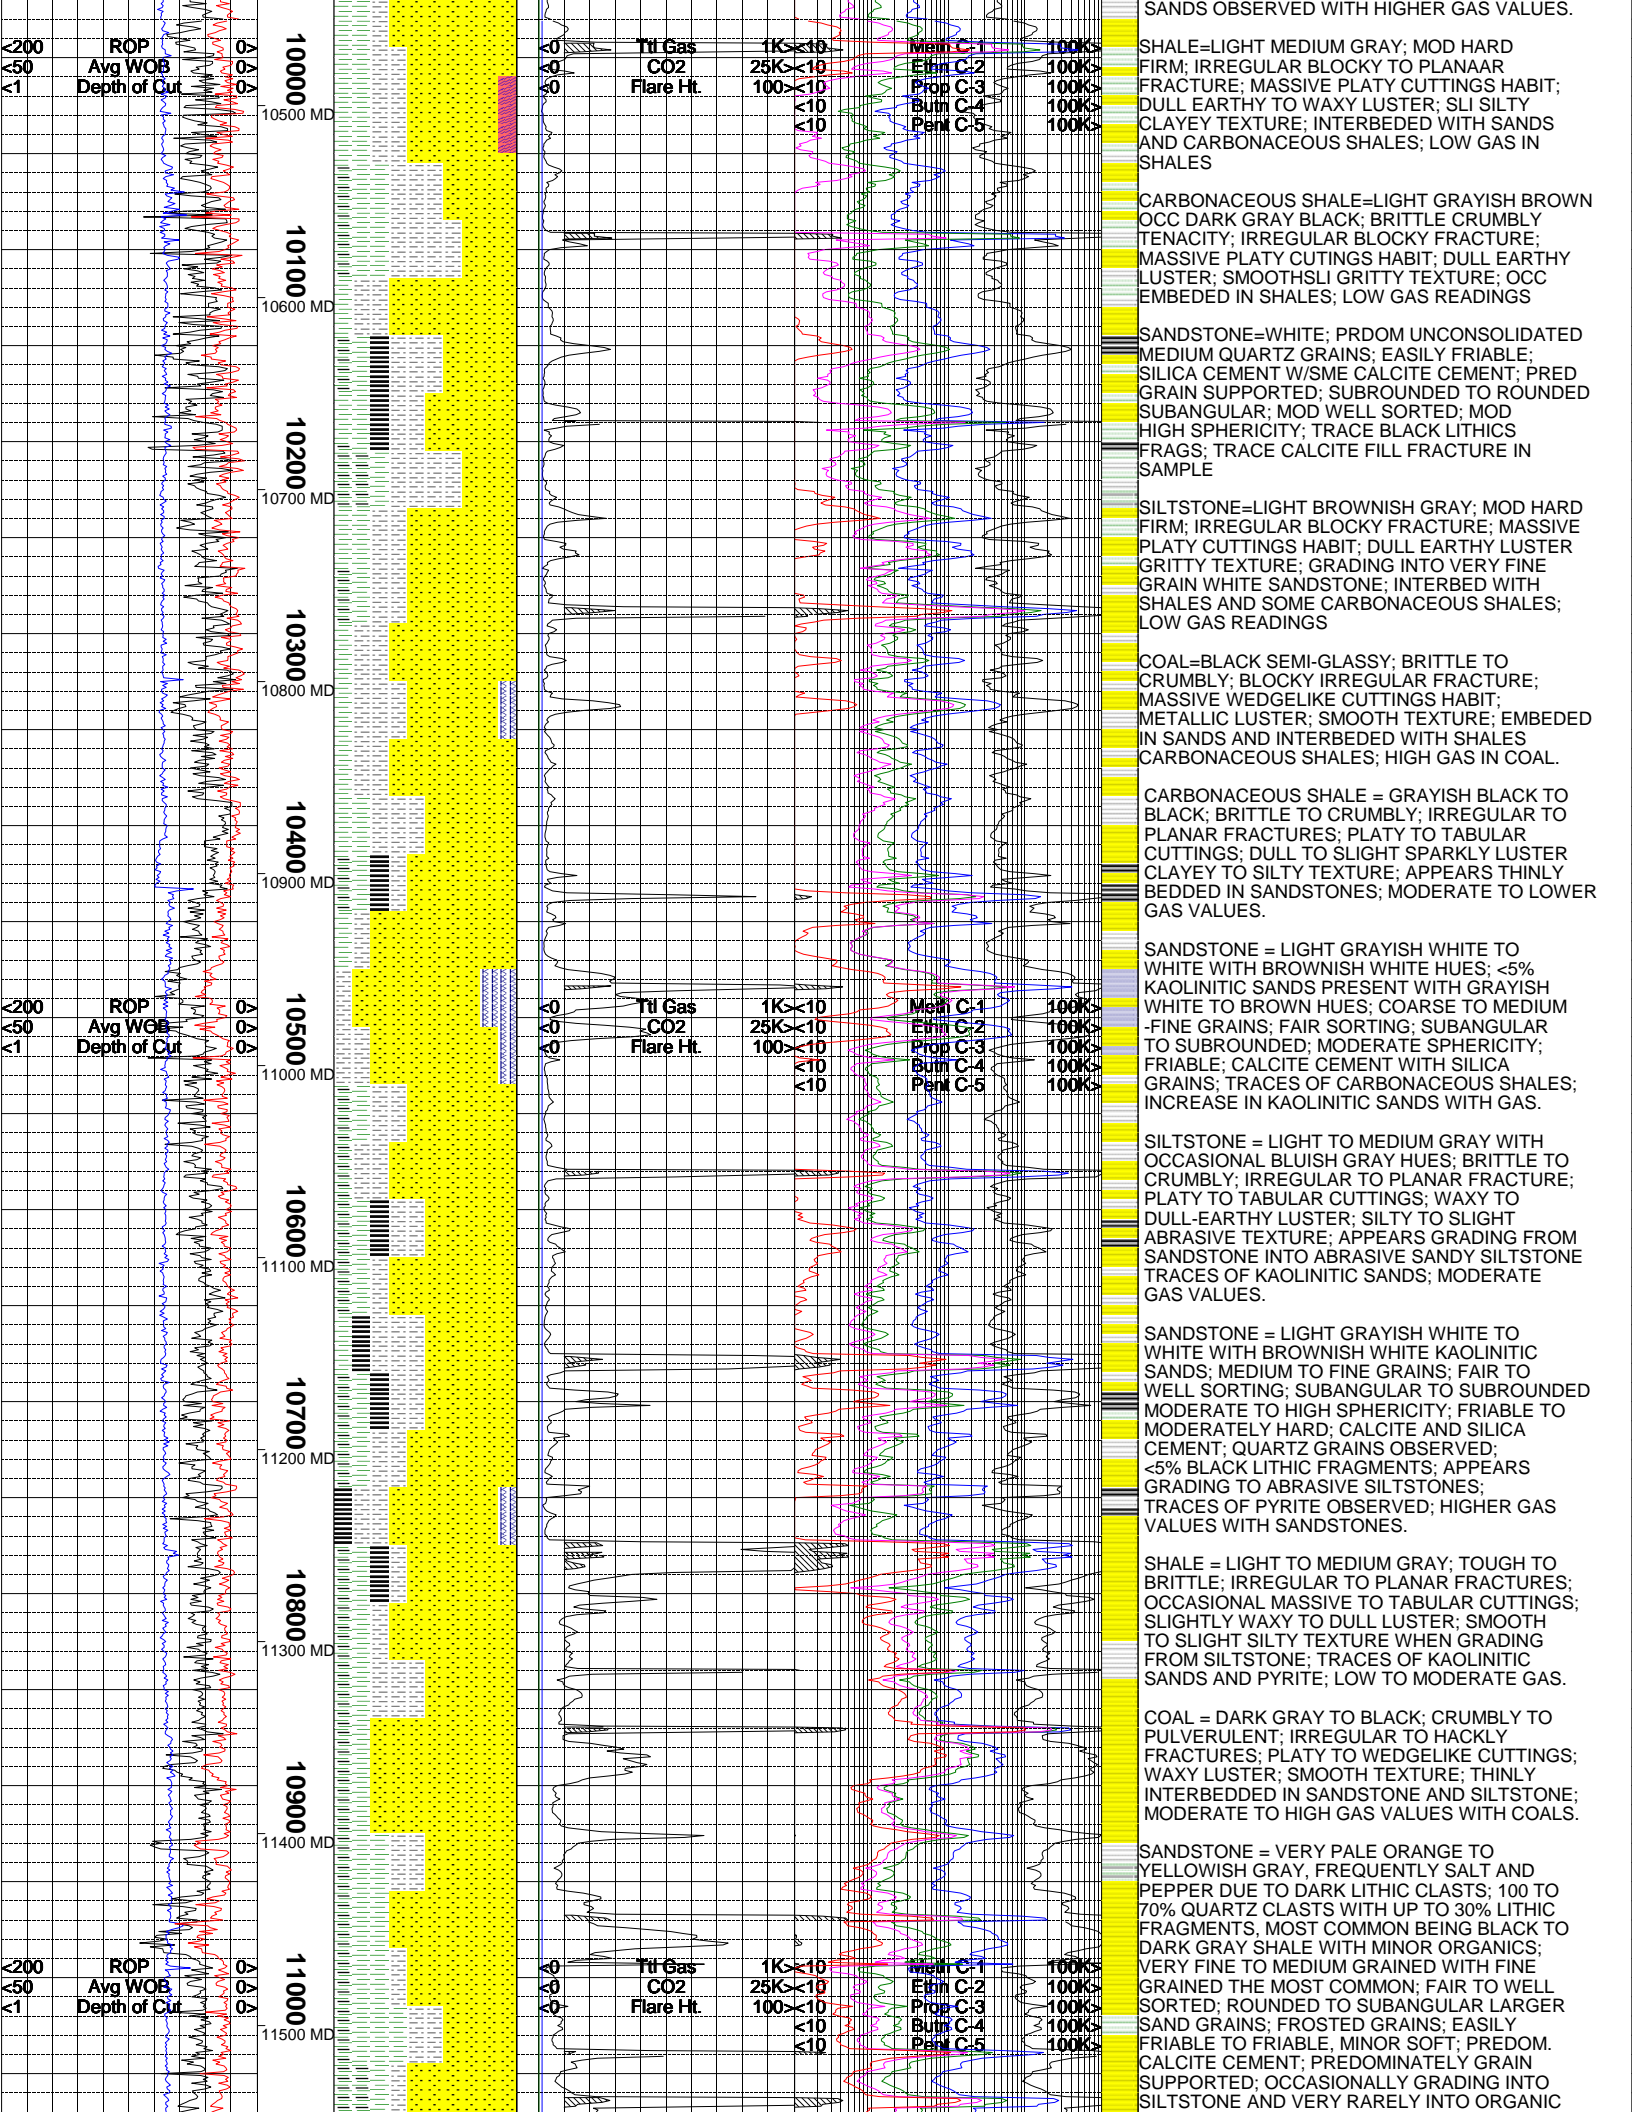 SANDS OBSERVED WITH HIGHER GAS VALUES.
<200 ROP 0>
<50 Avg WOB 0>
<1 Depth of Cut 0>
<0 Ttl Gas 1K>
<0 CO2 25K>
<0 Flare Ht. 100>
<10 Meth C-1 100K>
<10 Ethn C-2 100K>
<10 Prop C-3 100K>
<10 Butn C-4 100K>
<10 Pent C-5 100K>
10000
10500 MD
10100
10600 MD
10200
10700 MD
10300
10800 MD
10400
10900 MD
<200 ROP 0>
<50 Avg WOB 0>
<1 Depth of Cut 0>
<0 Ttl Gas 1K>
<0 CO2 25K>
<0 Flare Ht. 100>
<10 Meth C-1 100K>
<10 Ethn C-2 100K>
<10 Prop C-3 100K>
<10 Butn C-4 100K>
<10 Pent C-5 100K>
10500
11000 MD
10600
11100 MD
10700
11200 MD
10800
11300 MD
10900
11400 MD
<200 ROP 0>
<50 Avg WOB 0>
<1 Depth of Cut 0>
<0 Ttl Gas 1K>
<0 CO2 25K>
<0 Flare Ht. 100>
<10 Meth C-1 100K>
<10 Ethn C-2 100K>
<10 Prop C-3 100K>
<10 Butn C-4 100K>
<10 Pent C-5 100K>
11000
11500 MD
SHALE=LIGHT MEDIUM GRAY; MOD HARD
FIRM; IRREGULAR BLOCKY TO PLANAAR
FRACTURE; MASSIVE PLATY CUTTINGS HABIT;
DULL EARTHY TO WAXY LUSTER; SLI SILTY
CLAYEY TEXTURE; INTERBEDED WITH SANDS
AND CARBONACEOUS SHALES; LOW GAS IN
SHALES
CARBONACEOUS SHALE=LIGHT GRAYISH BROWN
OCC DARK GRAY BLACK; BRITTLE CRUMBLY
TENACITY; IRREGULAR BLOCKY FRACTURE;
MASSIVE PLATY CUTINGS HABIT; DULL EARTHY
LUSTER; SMOOTHSLI GRITTY TEXTURE; OCC
EMBEDED IN SHALES; LOW GAS READINGS
SANDSTONE=WHITE; PRDOM UNCONSOLIDATED
MEDIUM QUARTZ GRAINS; EASILY FRIABLE;
SILICA CEMENT W/SME CALCITE CEMENT; PRED
GRAIN SUPPORTED; SUBROUNDED TO ROUNDED
SUBANGULAR; MOD WELL SORTED; MOD
HIGH SPHERICITY; TRACE BLACK LITHICS
FRAGS; TRACE CALCITE FILL FRACTURE IN
SAMPLE
SILTSTONE=LIGHT BROWNISH GRAY; MOD HARD
FIRM; IRREGULAR BLOCKY FRACTURE; MASSIVE
PLATY CUTTINGS HABIT; DULL EARTHY LUSTER
GRITTY TEXTURE; GRADING INTO VERY FINE
GRAIN WHITE SANDSTONE; INTERBED WITH
SHALES AND SOME CARBONACEOUS SHALES;
LOW GAS READINGS
COAL=BLACK SEMI-GLASSY; BRITTLE TO
CRUMBLY; BLOCKY IRREGULAR FRACTURE;
MASSIVE WEDGELIKE CUTTINGS HABIT;
METALLIC LUSTER; SMOOTH TEXTURE; EMBEDED
IN SANDS AND INTERBEDED WITH SHALES
CARBONACEOUS SHALES; HIGH GAS IN COAL.
CARBONACEOUS SHALE = GRAYISH BLACK TO
BLACK; BRITTLE TO CRUMBLY; IRREGULAR TO
PLANAR FRACTURES; PLATY TO TABULAR
CUTTINGS; DULL TO SLIGHT SPARKLY LUSTER
CLAYEY TO SILTY TEXTURE; APPEARS THINLY
BEDDED IN SANDSTONES; MODERATE TO LOWER
GAS VALUES.
SANDSTONE = LIGHT GRAYISH WHITE TO
WHITE WITH BROWNISH WHITE HUES; <5%
KAOLINITIC SANDS PRESENT WITH GRAYISH
WHITE TO BROWN HUES; COARSE TO MEDIUM
-FINE GRAINS; FAIR SORTING; SUBANGULAR
TO SUBROUNDED; MODERATE SPHERICITY;
FRIABLE; CALCITE CEMENT WITH SILICA
GRAINS; TRACES OF CARBONACEOUS SHALES;
INCREASE IN KAOLINITIC SANDS WITH GAS.
SILTSTONE = LIGHT TO MEDIUM GRAY WITH
OCCASIONAL BLUISH GRAY HUES; BRITTLE TO
CRUMBLY; IRREGULAR TO PLANAR FRACTURE;
PLATY TO TABULAR CUTTINGS; WAXY TO
DULL-EARTHY LUSTER; SILTY TO SLIGHT
ABRASIVE TEXTURE; APPEARS GRADING FROM
SANDSTONE INTO ABRASIVE SANDY SILTSTONE
TRACES OF KAOLINITIC SANDS; MODERATE
GAS VALUES.
SANDSTONE = LIGHT GRAYISH WHITE TO
WHITE WITH BROWNISH WHITE KAOLINITIC
SANDS; MEDIUM TO FINE GRAINS; FAIR TO
WELL SORTING; SUBANGULAR TO SUBROUNDED
MODERATE TO HIGH SPHERICITY; FRIABLE TO
MODERATELY HARD; CALCITE AND SILICA
CEMENT; QUARTZ GRAINS OBSERVED;
<5% BLACK LITHIC FRAGMENTS; APPEARS
GRADING TO ABRASIVE SILTSTONES;
TRACES OF PYRITE OBSERVED; HIGHER GAS
VALUES WITH SANDSTONES.
SHALE = LIGHT TO MEDIUM GRAY; TOUGH TO
BRITTLE; IRREGULAR TO PLANAR FRACTURES;
OCCASIONAL MASSIVE TO TABULAR CUTTINGS;
SLIGHTLY WAXY TO DULL LUSTER; SMOOTH
TO SLIGHT SILTY TEXTURE WHEN GRADING
FROM SILTSTONE; TRACES OF KAOLINITIC
SANDS AND PYRITE; LOW TO MODERATE GAS.
COAL = DARK GRAY TO BLACK; CRUMBLY TO
PULVERULENT; IRREGULAR TO HACKLY
FRACTURES; PLATY TO WEDGELIKE CUTTINGS;
WAXY LUSTER; SMOOTH TEXTURE; THINLY
INTERBEDDED IN SANDSTONE AND SILTSTONE;
MODERATE TO HIGH GAS VALUES WITH COALS.
SANDSTONE = VERY PALE ORANGE TO
YELLOWISH GRAY, FREQUENTLY SALT AND
PEPPER DUE TO DARK LITHIC CLASTS; 100 TO
70% QUARTZ CLASTS WITH UP TO 30% LITHIC
FRAGMENTS, MOST COMMON BEING BLACK TO
DARK GRAY SHALE WITH MINOR ORGANICS;
VERY FINE TO MEDIUM GRAINED WITH FINE
GRAINED THE MOST COMMON; FAIR TO WELL
SORTED; ROUNDED TO SUBANGULAR LARGER
SAND GRAINS; FROSTED GRAINS; EASILY
FRIABLE TO FRIABLE, MINOR SOFT; PREDOM.
CALCITE CEMENT; PREDOMINATELY GRAIN
SUPPORTED; OCCASIONALLY GRADING INTO
SILTSTONE AND VERY RARELY INTO ORGANIC